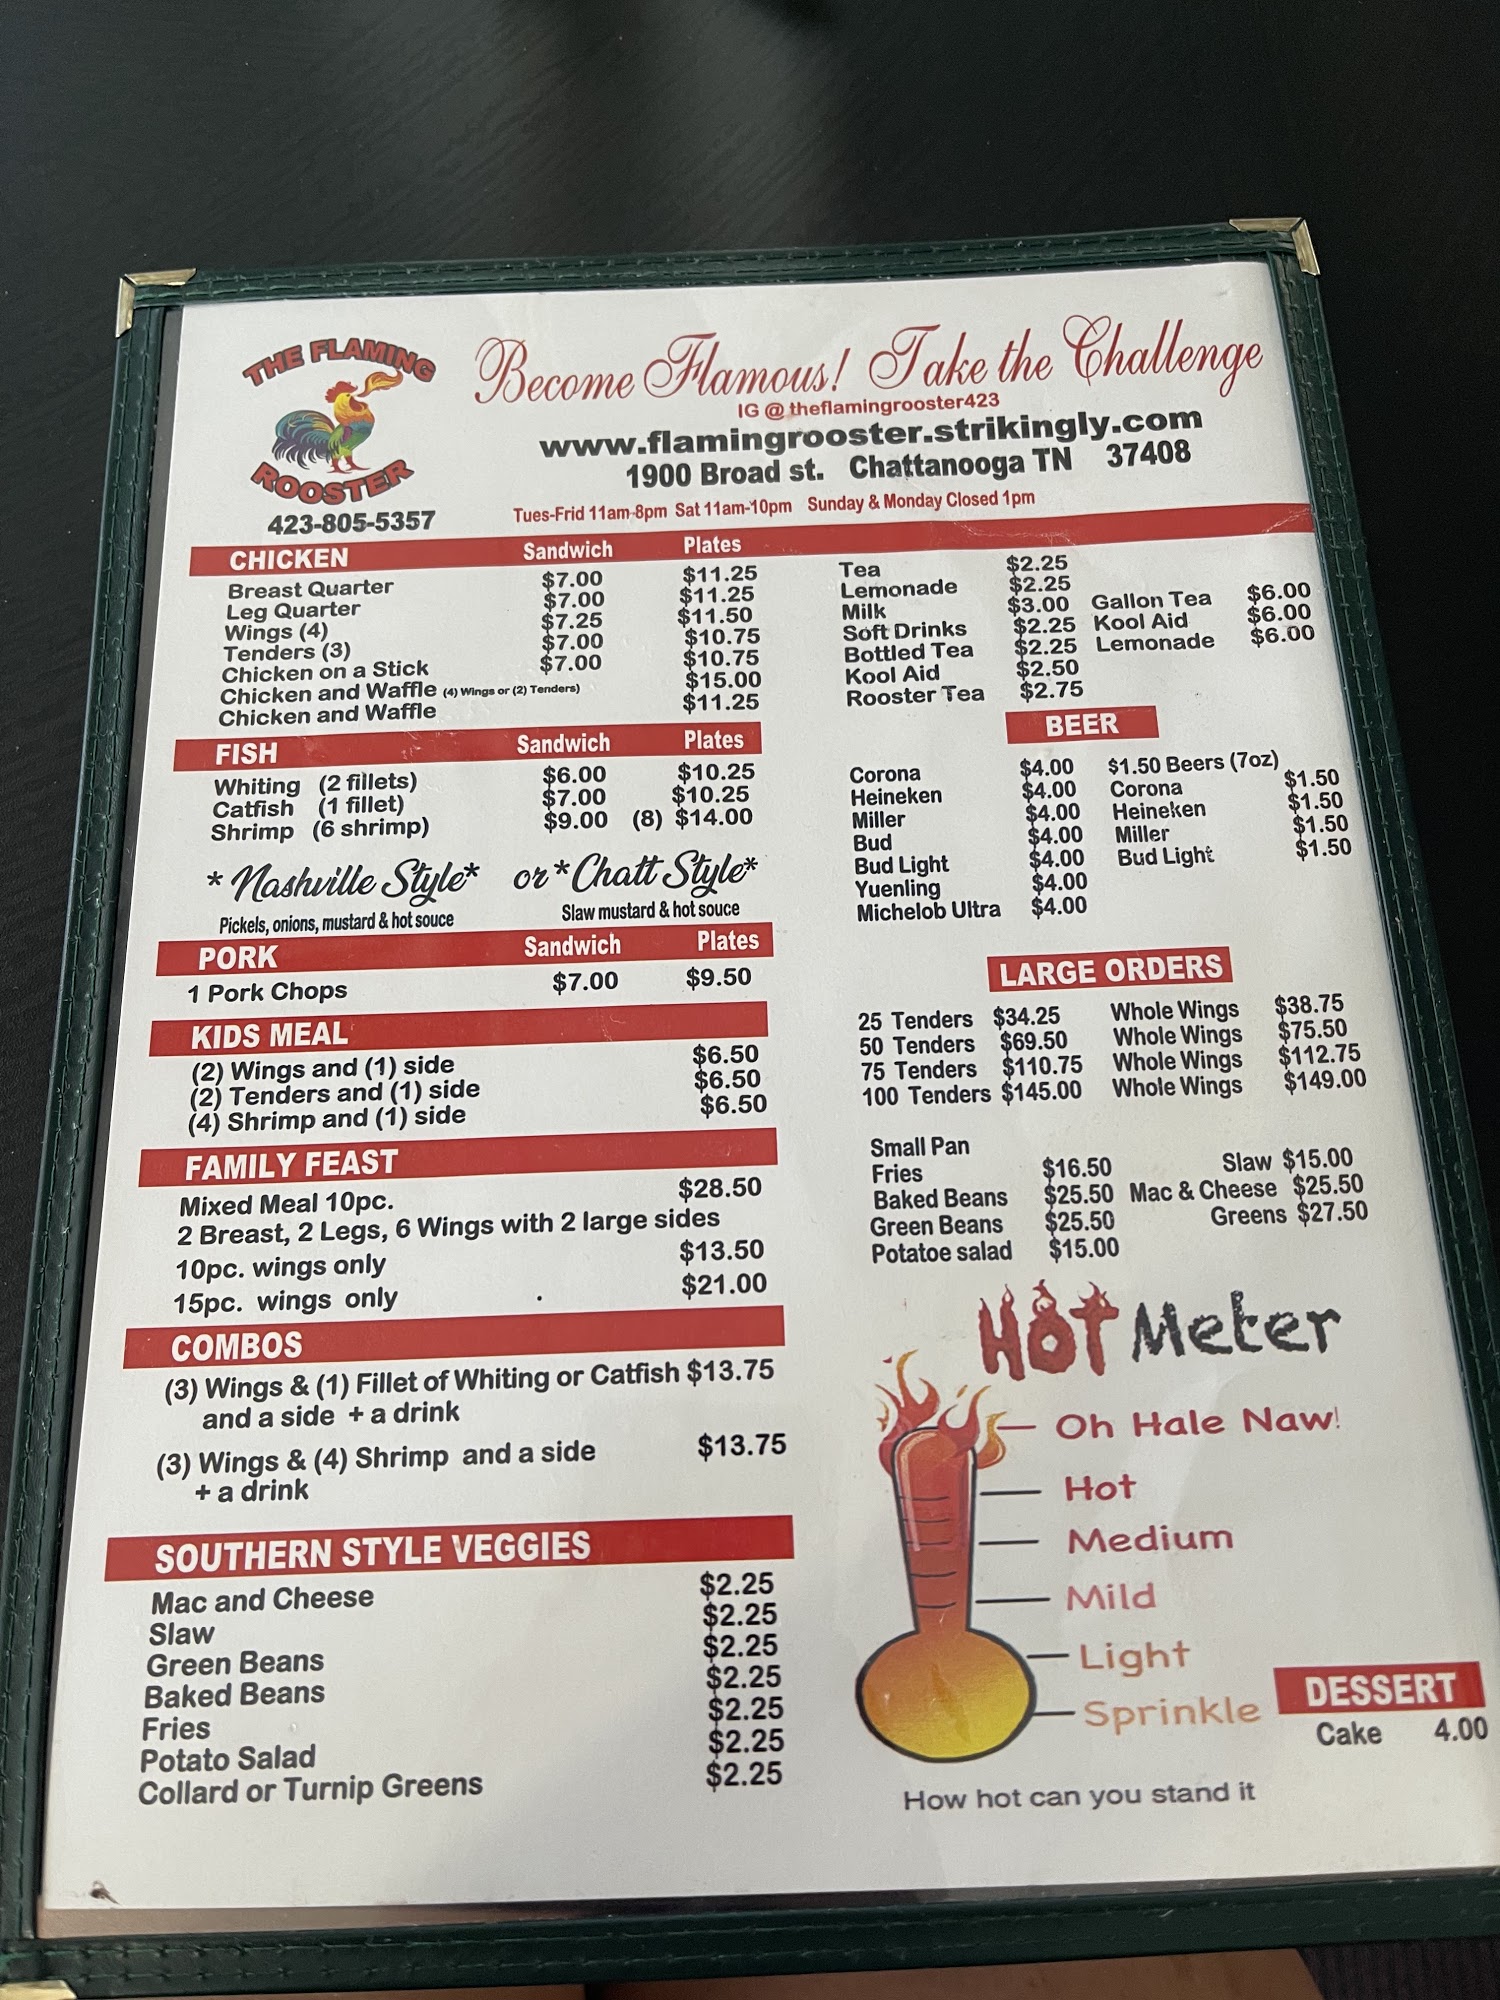 THE FLAMING
ROOSTER
423-805-5357
Become Flamous! Take the Challenge
IG @ theflamingrooster423
www.flamingrooster.strikingly.com
1900 Broad st. Chattanooga TN 37408
Tues-Frid 11am-8pm Sat 11am-10pm Sunday & Monday Closed 1pm
CHICKEN Sandwich Plates
Breast Quarter $7.00 $11.25
Leg Quarter $7.00 $11.25
Wings (4) $7.25 $11.50
Tenders (3) $7.00 $10.75
Chicken on a Stick $7.00 $10.75
Chicken and Waffle (4) Wings or (2) Tenders) $15.00
Chicken and Waffle $11.25
FISH Sandwich Plates
Whiting (2 fillets) $6.00 $10.25
Catfish (1 fillet) $7.00 $10.25
Shrimp (6 shrimp) $9.00 (8) $14.00
*Nashville Style* or *Chatt Style*
Pickels, onions, mustard & hot souce Slaw mustard & hot souce
PORK Sandwich Plates
1 Pork Chops $7.00 $9.50
KIDS MEAL
(2) Wings and (1) side $6.50
(2) Tenders and (1) side $6.50
(4) Shrimp and (1) side $6.50
FAMILY FEAST
Mixed Meal 10pc. $28.50
2 Breast, 2 Legs, 6 Wings with 2 large sides
10pc. wings only $13.50
15pc. wings only $21.00
COMBOS
(3) Wings & (1) Fillet of Whiting or Catfish $13.75
and a side + a drink
(3) Wings & (4) Shrimp and a side $13.75
+ a drink
SOUTHERN STYLE VEGGIES
Mac and Cheese $2.25
Slaw $2.25
Green Beans $2.25
Baked Beans $2.25
Fries $2.25
Potato Salad $2.25
Collard or Turnip Greens $2.25
Tea $2.25
Lemonade $2.25
Milk $3.00 Gallon Tea $6.00
Soft Drinks $2.25 Kool Aid $6.00
Bottled Tea $2.25 Lemonade $6.00
Kool Aid $2.50
Rooster Tea $2.75
BEER
Corona $4.00 $1.50 Beers (7oz)
Heineken $4.00 Corona $1.50
Miller $4.00 Heineken $1.50
Bud $4.00 Miller $1.50
Bud Light $4.00 Bud Light $1.50
Yuenling $4.00
Michelob Ultra $4.00
LARGE ORDERS
25 Tenders $34.25 Whole Wings $38.75
50 Tenders $69.50 Whole Wings $75.50
75 Tenders $110.75 Whole Wings $112.75
100 Tenders $145.00 Whole Wings $149.00
Small Pan
Fries $16.50 Slaw $15.00
Baked Beans $25.50 Mac & Cheese $25.50
Green Beans $25.50 Greens $27.50
Potatoe salad $15.00
HOT Meter
Oh Hale Naw!
Hot
Medium
Mild
Light
Sprinkle
How hot can you stand it
DESSERT
Cake 4.00